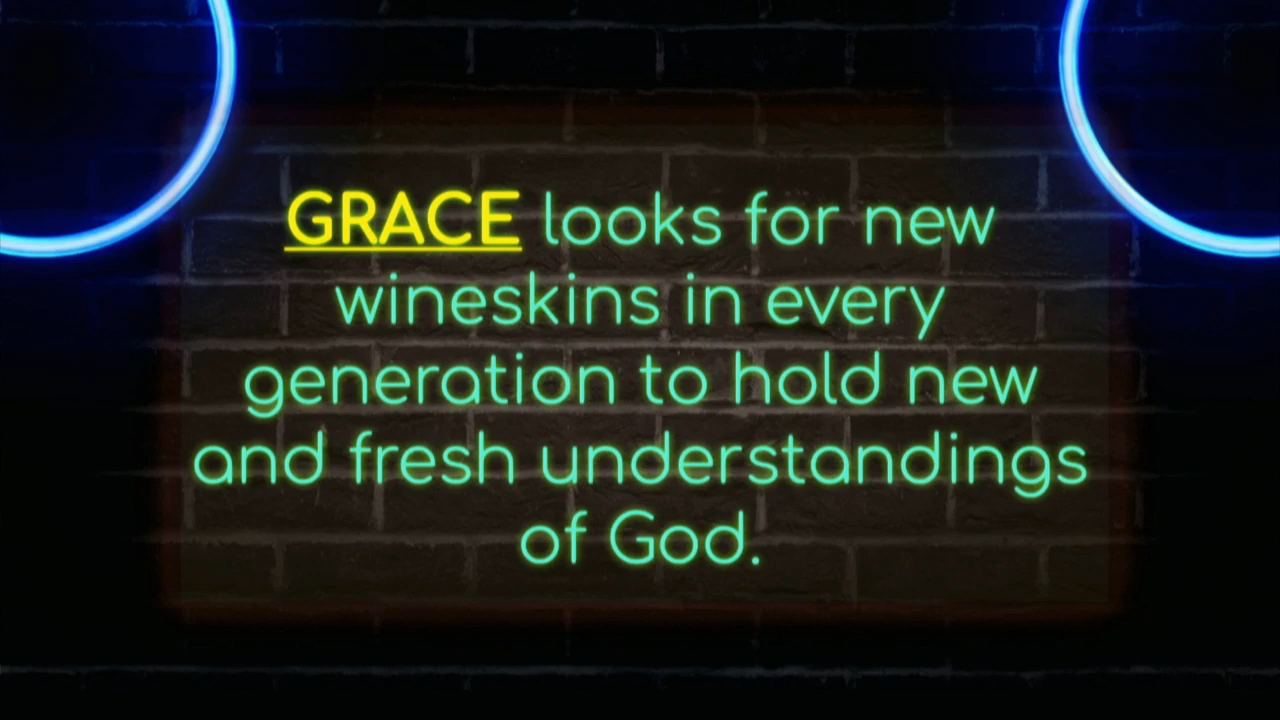 GRACE looks for new
wineskins in every
generation to hold new
and fresh understandings
of God.